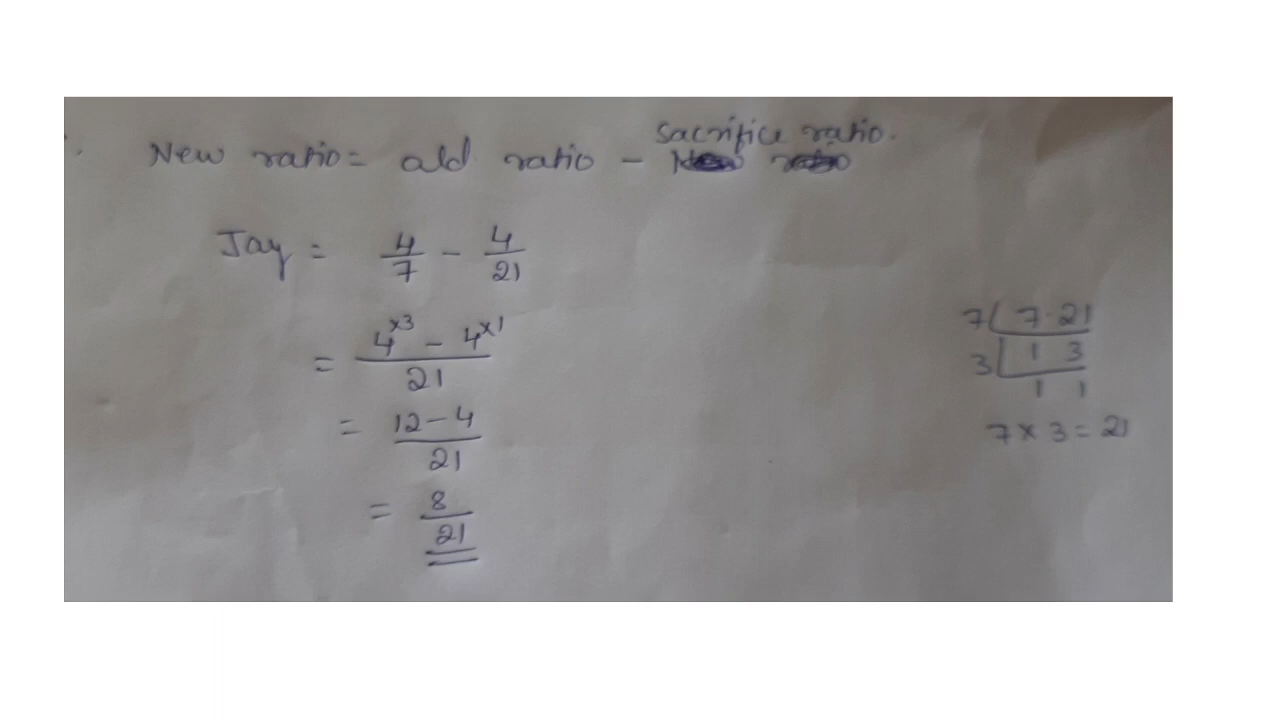 New ratio = old ratio - Sacrifice ratio.
Jay = 4/7 - 4/21
= 4×3 - 4×1 / 21
= 12-4 / 21
= 8/21
7 7 21
3 1 3
1 1
7 × 3 = 21